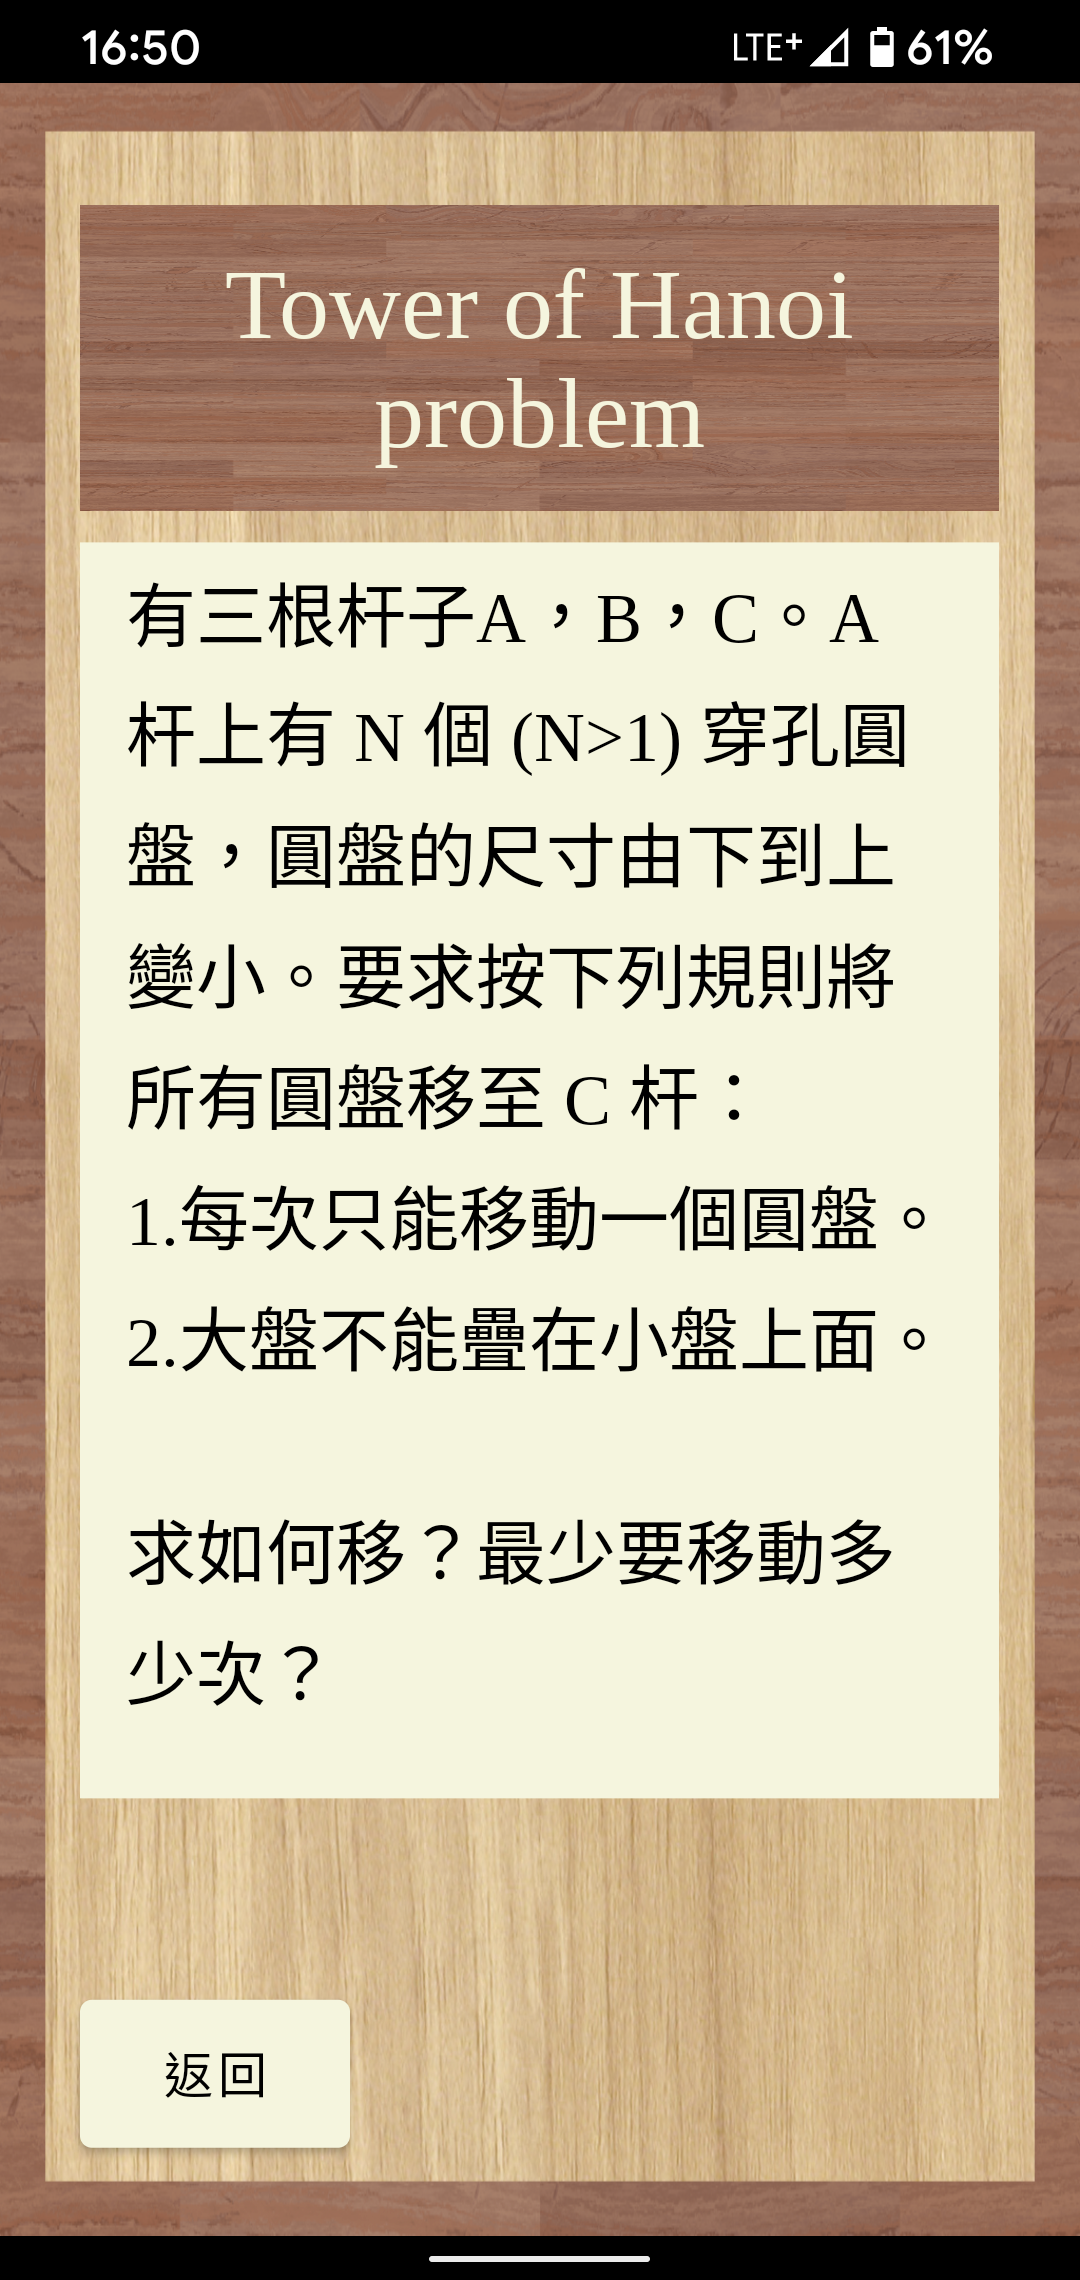 16:50 LTE+ 61%
Tower of Hanoi
problem
有三根杆子A，B，C。A
杆上有 N 個 (N>1) 穿孔圓
盤，圓盤的尺寸由下到上
變小。要求按下列規則將
所有圓盤移至 C 杆：
1.每次只能移動一個圓盤。
2.大盤不能疊在小盤上面。
求如何移？最少要移動多
少次？
返回